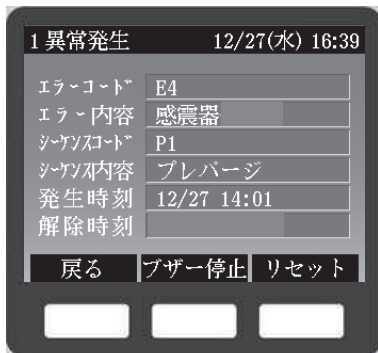 1 異常発生 12/27(水) 16:39
ｴﾗｰｺｰﾄﾞ E4
エラー内容 感震器
ｼｰｹﾝｽｺｰﾄﾞ P1
ｼｰｹﾝｽ内容 プレパージ
発生時刻 12/27 14:01
解除時刻
戻る ブザー停止 リセット